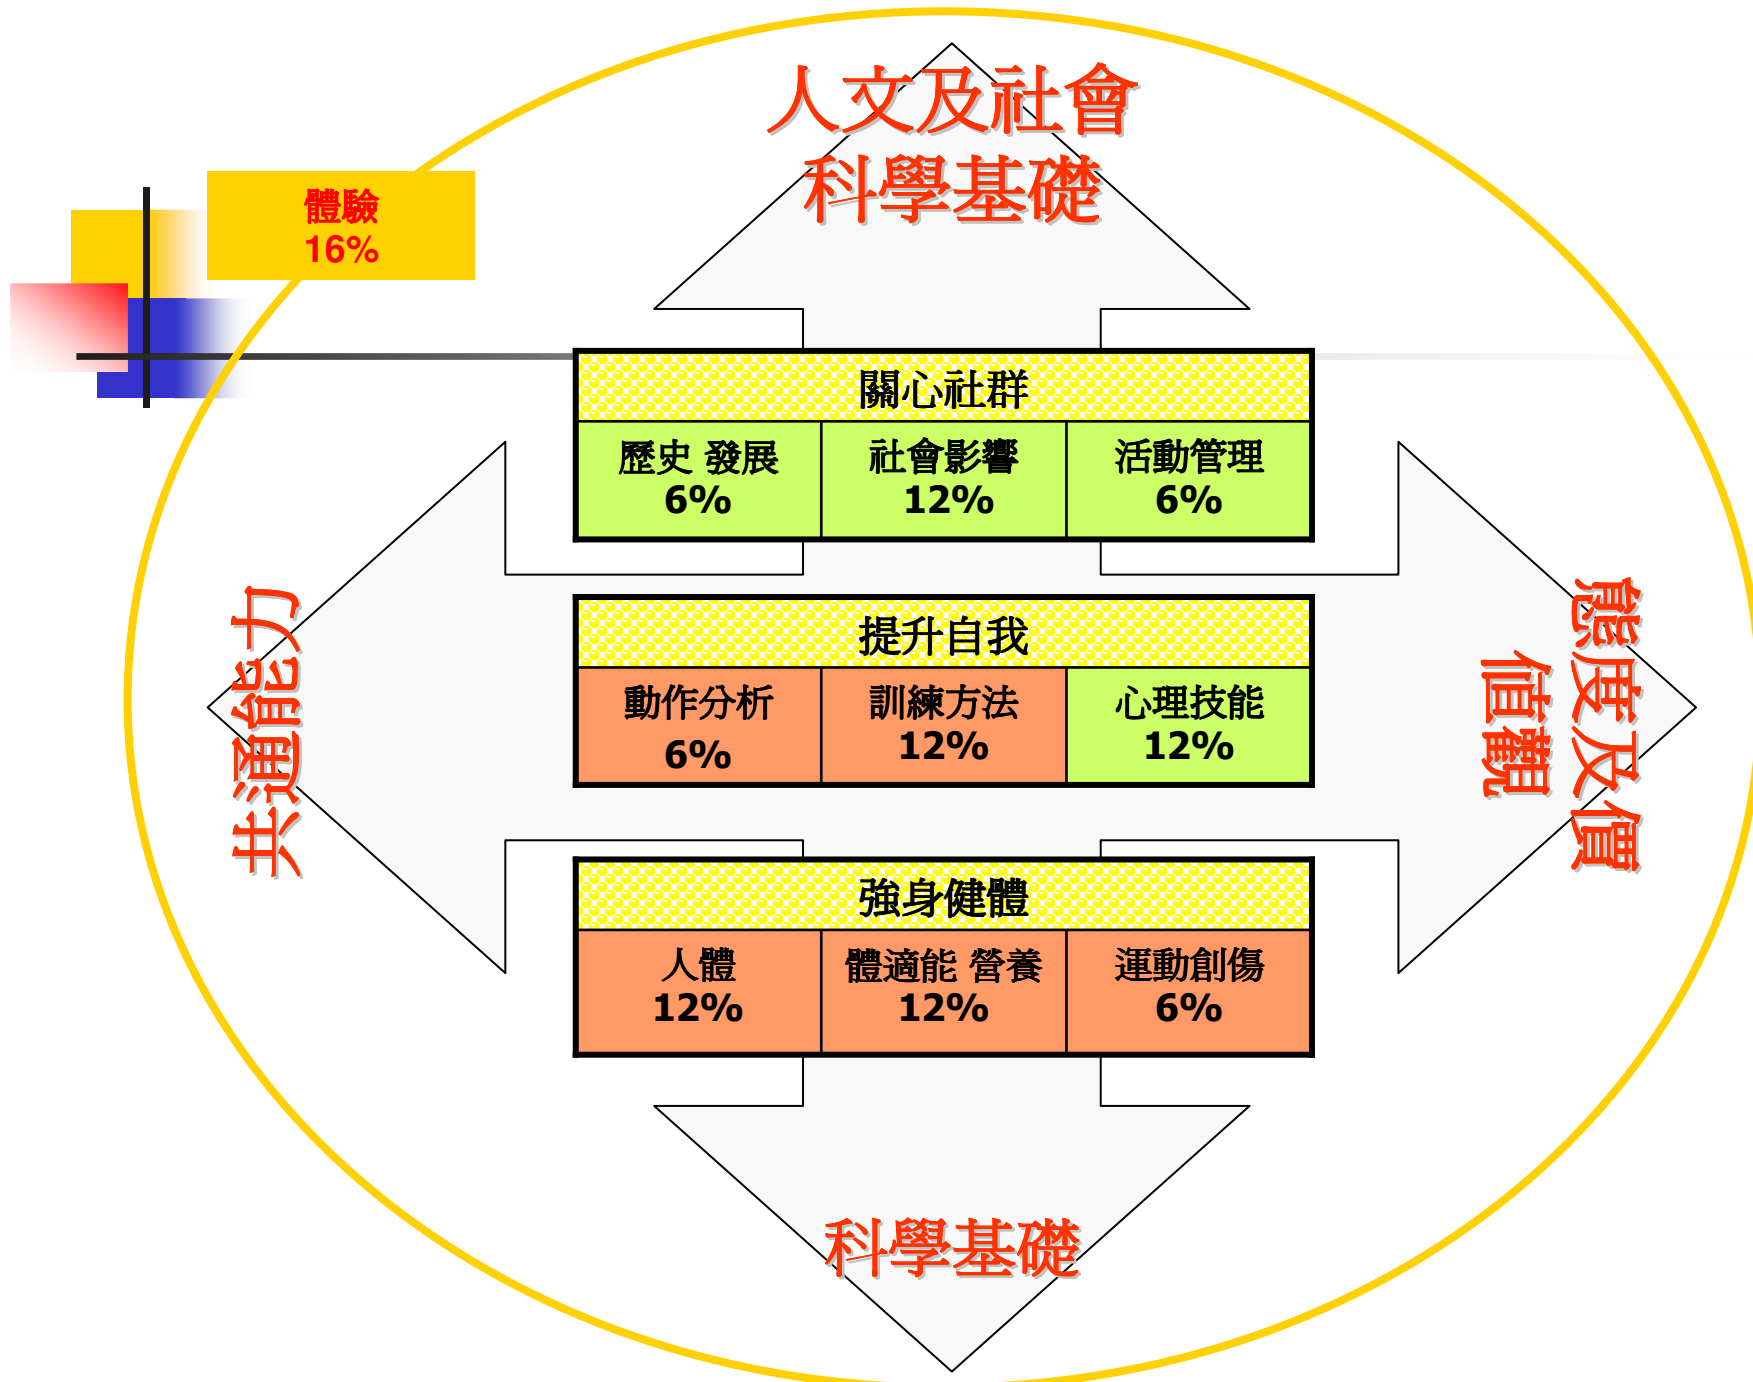 人文及社會
科學基礎
體驗
16%
關心社群
歷史 發展
6%
社會影響
12%
活動管理
6%
共通能力
態度及價
值觀
提升自我
動作分析
6%
訓練方法
12%
心理技能
12%
強身健體
人體
12%
體適能 營養
12%
運動創傷
6%
科學基礎